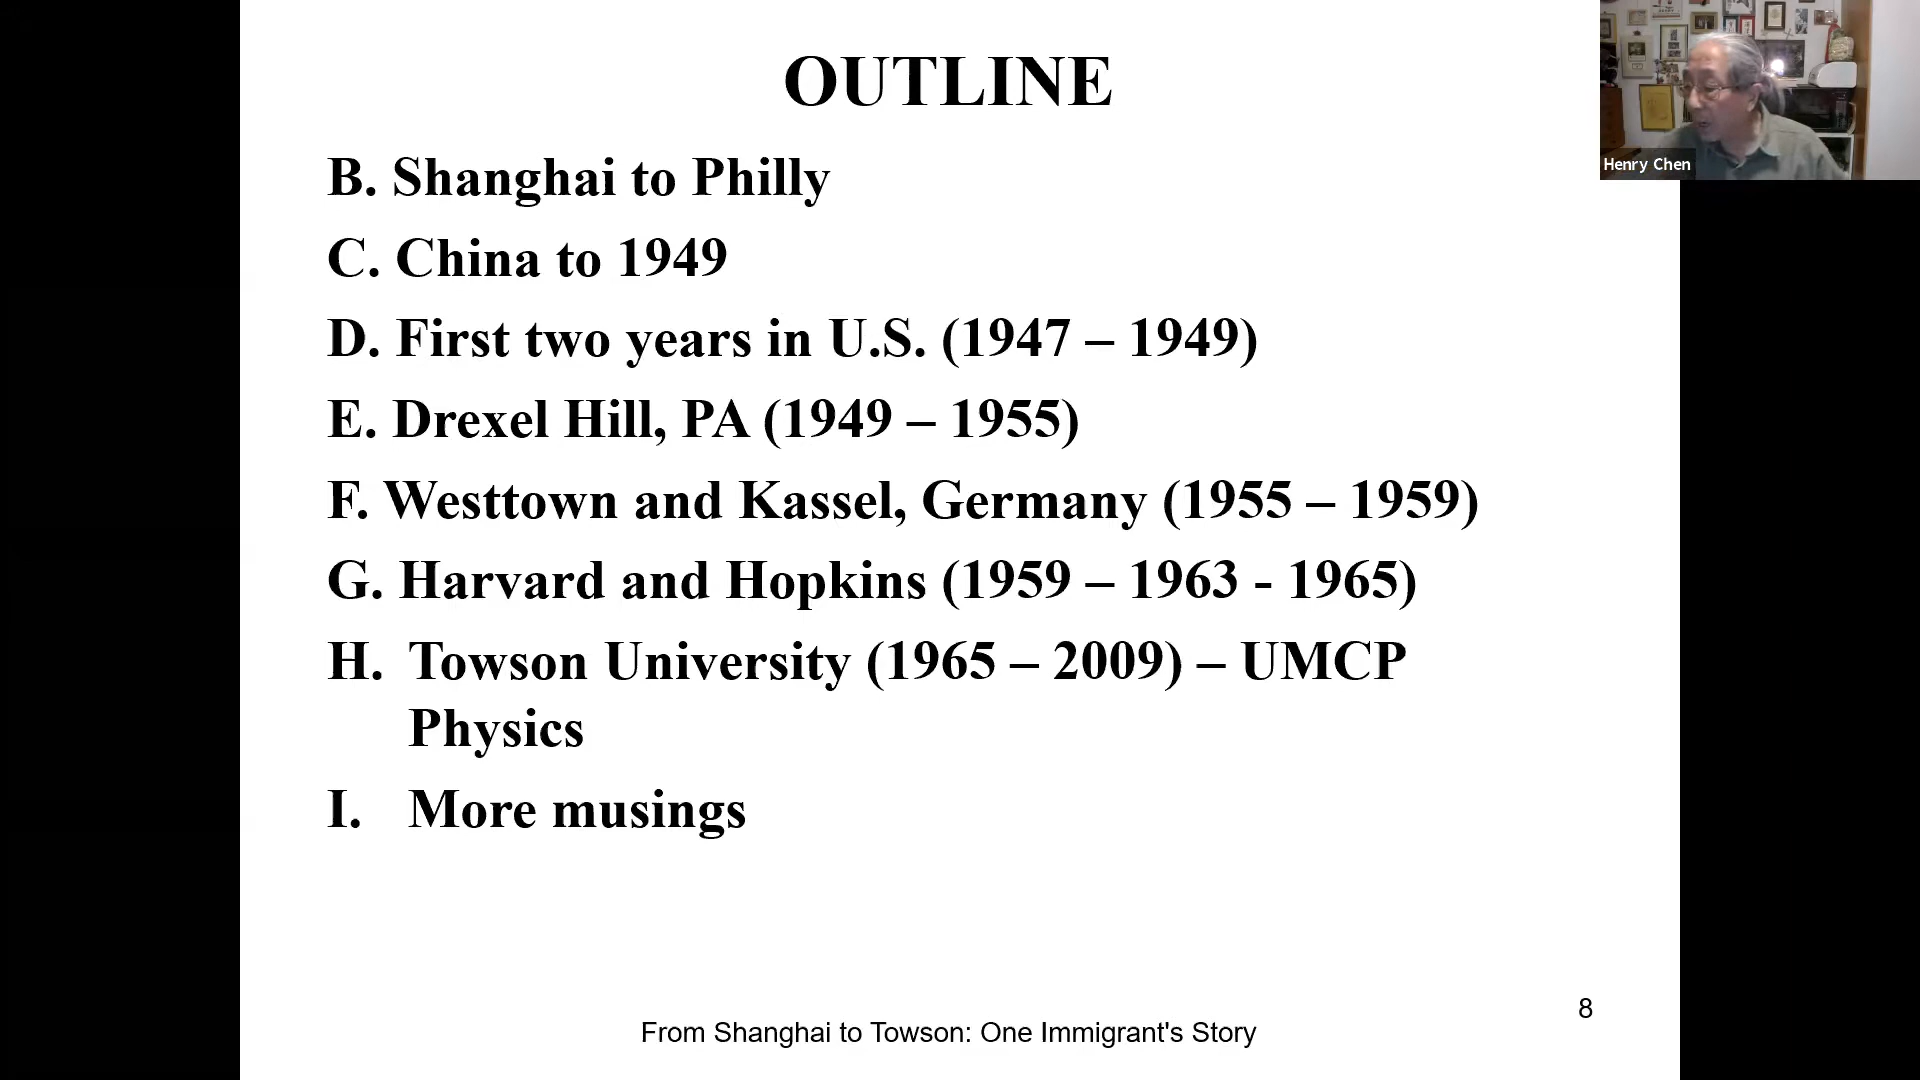 OUTLINE
B. Shanghai to Philly
C. China to 1949
D. First two years in U.S. (1947 – 1949)
E. Drexel Hill, PA (1949 – 1955)
F. Westtown and Kassel, Germany (1955 – 1959)
G. Harvard and Hopkins (1959 – 1963 - 1965)
H. Towson University (1965 – 2009) – UMCP
Physics
I. More musings
8
From Shanghai to Towson: One Immigrant's Story
Henry Chen